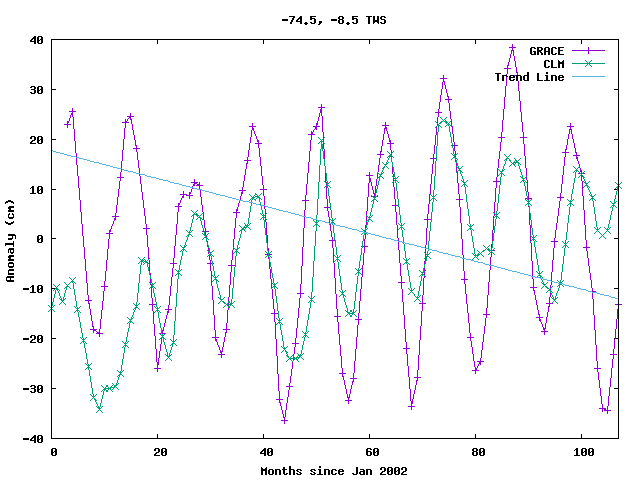 -74.5, -8.5 TWS
GRACE
CLM
Trend Line
40
30
20
10
0
-10
-20
-30
-40
Anomaly (cm)
0 20 40 60 80 100
Months since Jan 2002